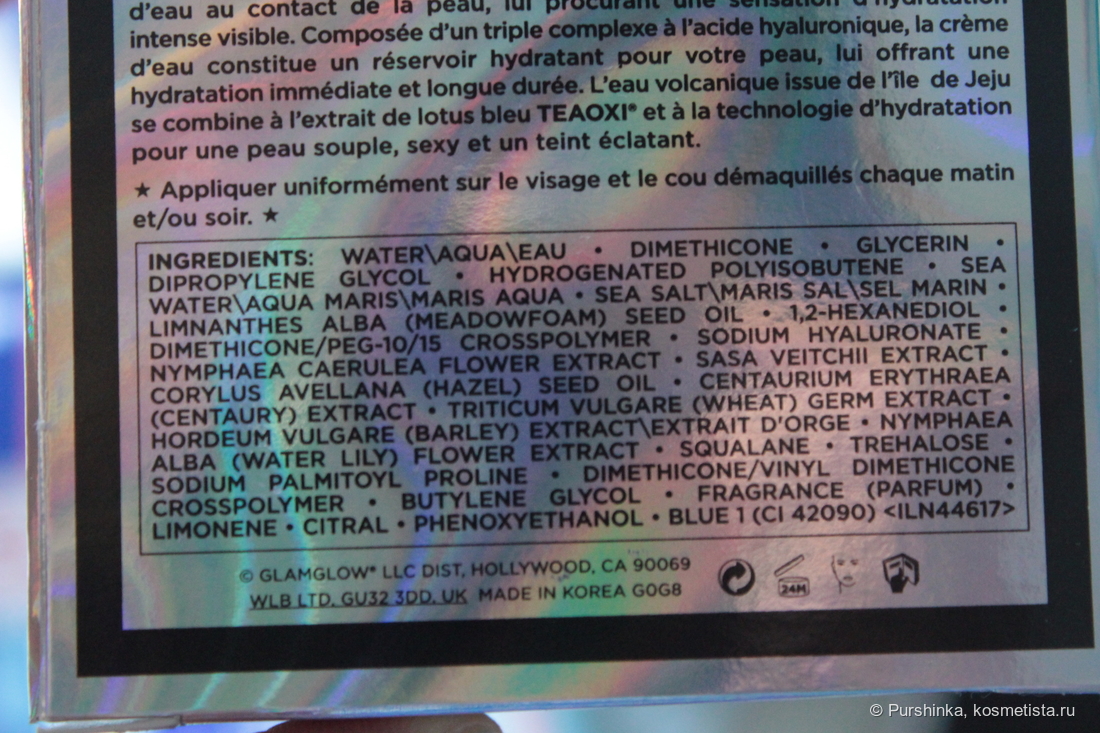 d'eau au contact de la peau, lui procurant une sensation d'hydratation
intense visible. Composée d'un triple complexe à l'acide hyaluronique, la crème
d'eau constitue un réservoir hydratant pour votre peau, lui offrant une
hydratation immédiate et longue durée. L'eau volcanique issue de l'île de Jeju
se combine à l'extrait de lotus bleu TEAOXI® et à la technologie d'hydratation
pour une peau souple, sexy et un teint éclatant.
★ Appliquer uniformément sur le visage et le cou démaquillés chaque matin
et/ou soir. ★
INGREDIENTS: WATER\AQUA\EAU • DIMETHICONE • GLYCERIN •
DIPROPYLENE GLYCOL • HYDROGENATED POLYISOBUTENE • SEA
WATER\AQUA MARIS\MARIS AQUA • SEA SALT\MARIS SAL\SEL MARIN •
LIMNANTHES ALBA (MEADOWFOAM) SEED OIL • 1,2-HEXANEDIOL •
DIMETHICONE/PEG-10/15 CROSSPOLYMER • SODIUM HYALURONATE •
NYMPHAEA CAERULEA FLOWER EXTRACT • SASA VEITCHII EXTRACT •
CORYLUS AVELLANA (HAZEL) SEED OIL • CENTAURIUM ERYTHRAEA
(CENTAURY) EXTRACT • TRITICUM VULGARE (WHEAT) GERM EXTRACT •
HORDEUM VULGARE (BARLEY) EXTRACT\EXTRAIT D'ORGE • NYMPHAEA
ALBA (WATER LILY) FLOWER EXTRACT • SQUALANE • TREHALOSE •
SODIUM PALMITOYL PROLINE • DIMETHICONE/VINYL DIMETHICONE
CROSSPOLYMER • BUTYLENE GLYCOL • FRAGRANCE (PARFUM) •
LIMONENE • CITRAL • PHENOXYETHANOL • BLUE 1 (CI 42090) <ILN44617>
© GLAMGLOW® LLC DIST, HOLLYWOOD, CA 90069
WLB LTD. GU32 3DD. UK MADE IN KOREA G0G8
24M
© Purshinka, kosmetista.ru